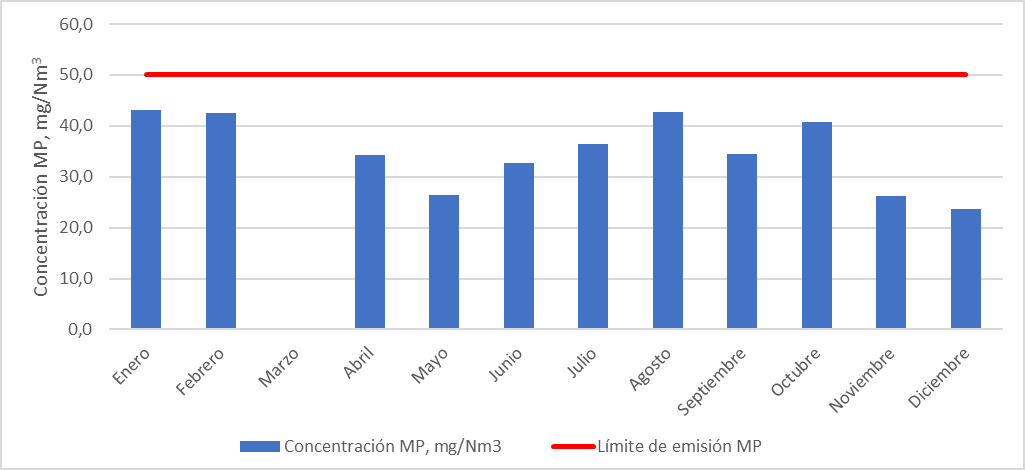 60,0
50,0
40,0
30,0
20,0
10,0
0,0
Concentración MP, mg/Nm³
Enero
Febrero
Marzo
Abril
Mayo
Junio
Julio
Agosto
Septiembre
Octubre
Noviembre
Diciembre
Concentración MP, mg/Nm3
Límite de emisión MP